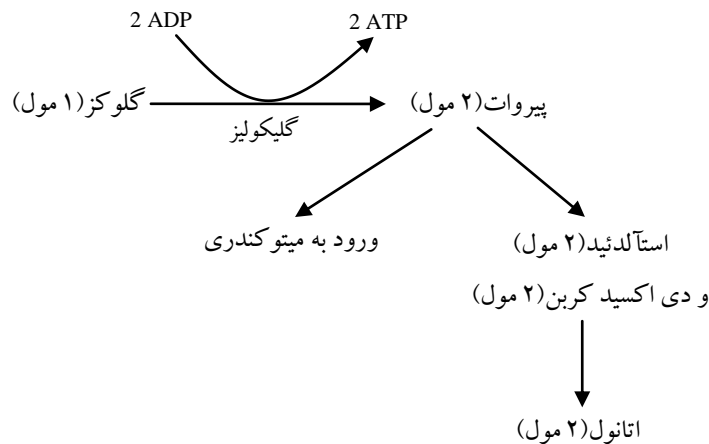 2 ADP
2 ATP
گلوکز(۱ مول)
پیروات(۲ مول)
گلیکولیز
ورود به میتوکندری
استآلدئید(۲ مول)
و دی اکسید کربن(۲ مول)
اتانول(۲ مول)